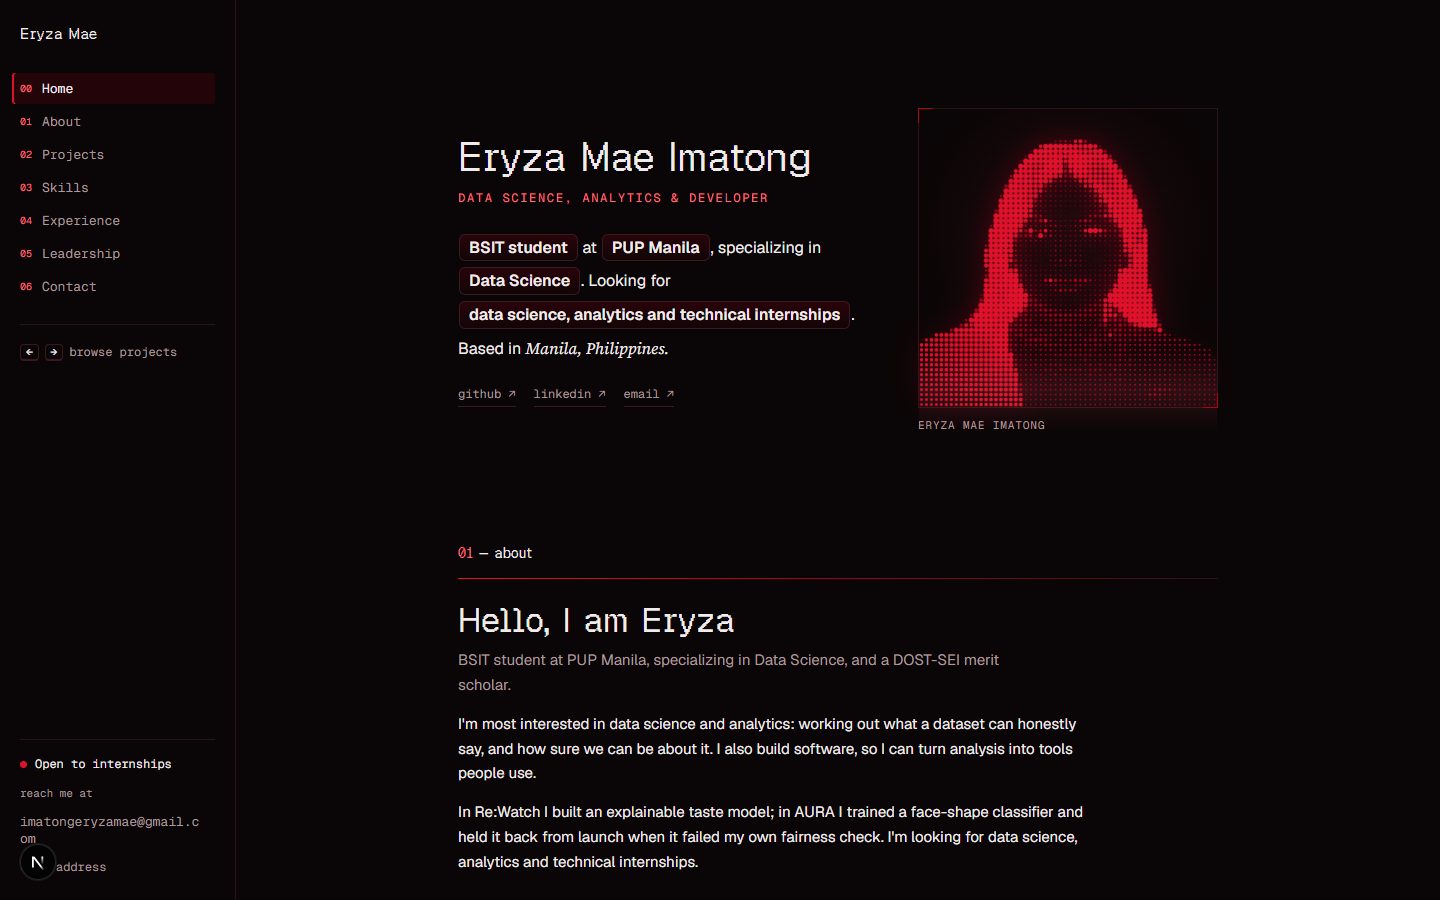 Eryza Mae
00 Home
01 About
02 Projects
03 Skills
04 Experience
05 Leadership
06 Contact
← → browse projects
Open to internships
reach me at
imatongeryzamae@gmail.c
om
N
address
Eryza Mae Imatong
DATA SCIENCE, ANALYTICS & DEVELOPER
BSIT student at PUP Manila, specializing in
Data Science. Looking for
data science, analytics and technical internships.
Based in Manila, Philippines.
github ↗ linkedin ↗ email ↗
ERYZA MAE IMATONG
01 — about
Hello, I am Eryza
BSIT student at PUP Manila, specializing in Data Science, and a DOST-SEI merit
scholar.
I'm most interested in data science and analytics: working out what a dataset can honestly
say, and how sure we can be about it. I also build software, so I can turn analysis into tools
people use.
In Re:Watch I built an explainable taste model; in AURA I trained a face-shape classifier and
held it back from launch when it failed my own fairness check. I'm looking for data science,
analytics and technical internships.